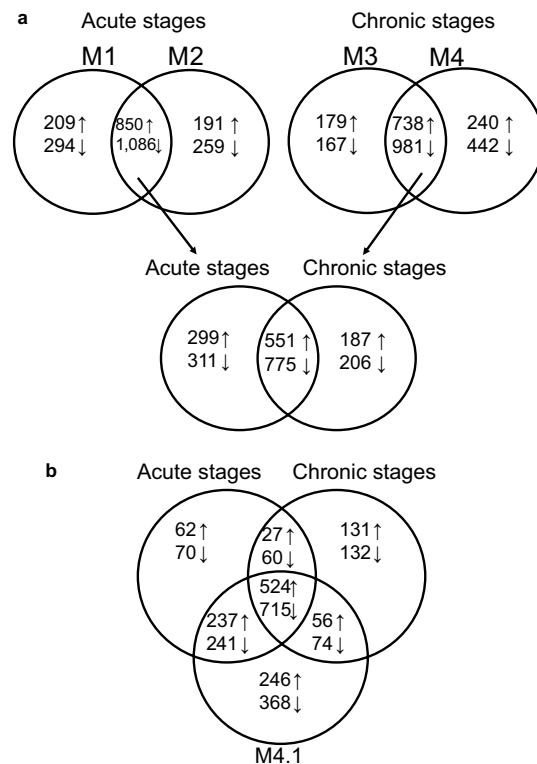 a
Acute stages
Chronic stages
M1 M2 M3 M4
209↑ 850↑ 191↑ 179↑ 738↑ 240↑
294↓ 1,086↓ 259↓ 167↓ 981↓ 442↓
Acute stages Chronic stages
299↑ 551↑ 187↑
311↓ 775↓ 206↓
b
Acute stages Chronic stages
62↑ 27↑ 131↑
70↓ 60↓ 132↓
524↑
715↓
237↑ 56↑
241↓ 74↓
246↑
368↓
M4.1